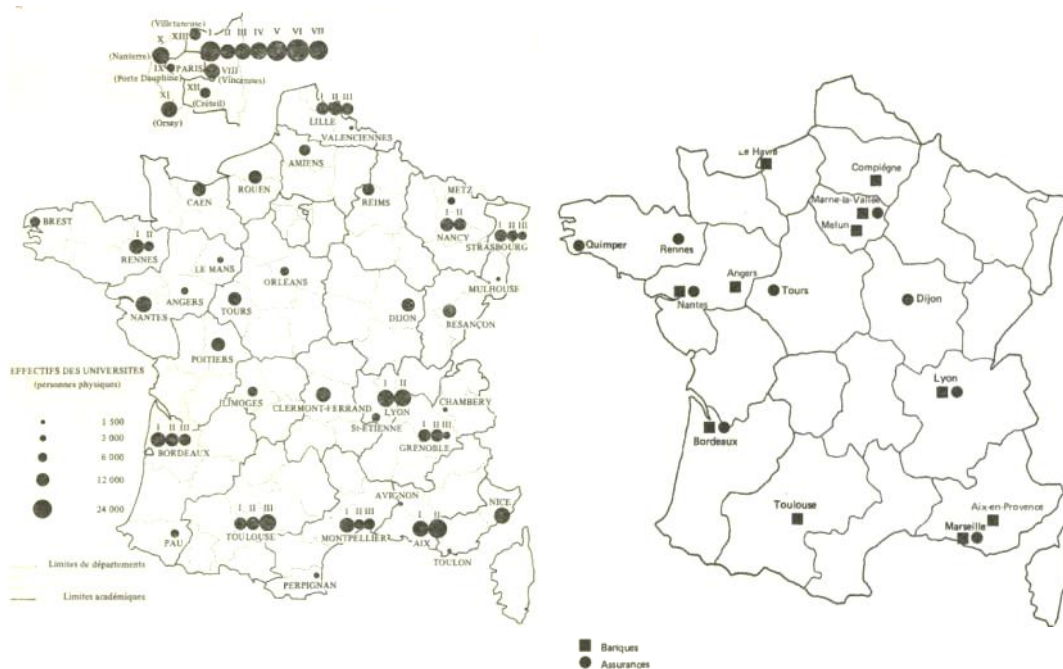 (Villetaneuse)
X XIII I II III IV V VI VII
(Nanterre)
IX PARIS VIII
(Porte Dauphine) (Vincennes)
XI XII
(Créteil)
(Orsay)
I II III
LILLE
VALENCIENNES
AMIENS
ROUEN
CAEN
REIMS
METZ
I II
NANCY
I II III
STRASBOURG
BREST
I II
RENNES
LE MANS
ORLEANS
MULHOUSE
ANGERS
NANTES
TOURS
DIJON
BESANÇON
POITIERS
EFFECTIFS DES UNIVERSITES
(personnes physiques)
1 500
3 000
6 000
12 000
24 000
LIMOGES
CLERMONT-FERRAND
I II
LYON
CHAMBERY
St-ETIENNE
I II III
GRENOBLE
I II III
BORDEAUX
AVIGNON
NICE
I II III
TOULOUSE
I II III
MONTPELLIER
I II
AIX
TOULON
PAU
PERPIGNAN
Limites de départements
Limites académiques
Le Havre
Compiégne
Marne-la-Vallée
Melun
Quimper
Rennes
Angers
Nantes
Tours
Dijon
Lyon
Bordeaux
Toulouse
Aix-en-Provence
Marseille
Banques
Assurances